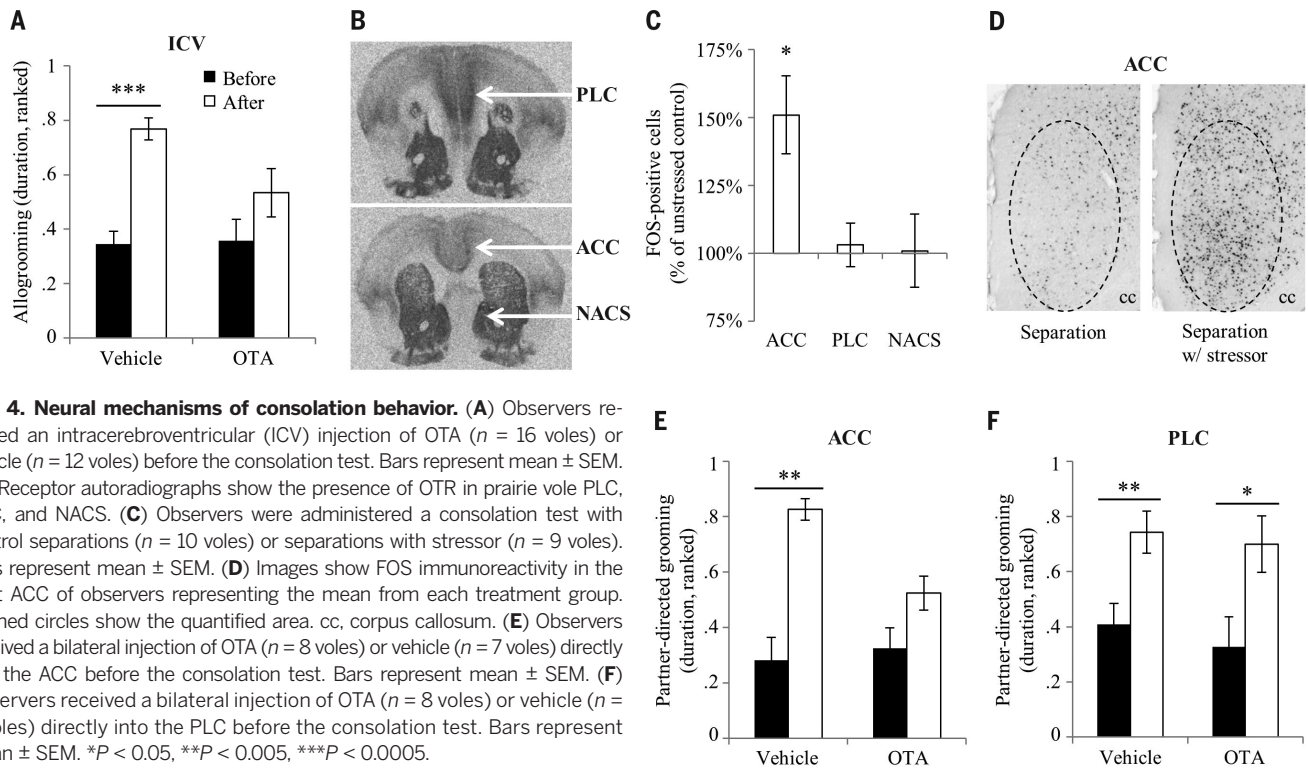 A
ICV
Allogrooming (duration, ranked)
1
.8
.6
.4
.2
0
***
Before
After
Vehicle
OTA
B
PLC
ACC
NACS
C
FOS-positive cells
(% of unstressed control)
175%
150%
125%
100%
75%
*
ACC
PLC
NACS
D
ACC
cc
cc
Separation
Separation
w/ stressor
4. Neural mechanisms of consolation behavior. (A) Observers re-
an intracerebroventricular (ICV) injection of OTA (n = 16 voles) or
(n = 12 voles) before the consolation test. Bars represent mean ± SEM.
Receptor autoradiographs show the presence of OTR in prairie vole PLC,
and NACS. (C) Observers were administered a consolation test with
separations (n = 10 voles) or separations with stressor (n = 9 voles).
represent mean ± SEM. (D) Images show FOS immunoreactivity in the
ACC of observers representing the mean from each treatment group.
circles show the quantified area. cc, corpus callosum. (E) Observers
a bilateral injection of OTA (n = 8 voles) or vehicle (n = 7 voles) directly
the ACC before the consolation test. Bars represent mean ± SEM. (F)
received a bilateral injection of OTA (n = 8 voles) or vehicle (n =
directly into the PLC before the consolation test. Bars represent
± SEM. *P < 0.05, **P < 0.005, ***P < 0.0005.
E
ACC
Partner-directed grooming
(duration, ranked)
1
.8
.6
.4
.2
0
**
Vehicle
OTA
F
PLC
Partner-directed grooming
(duration, ranked)
1
.8
.6
.4
.2
0
**
*
Vehicle
OTA